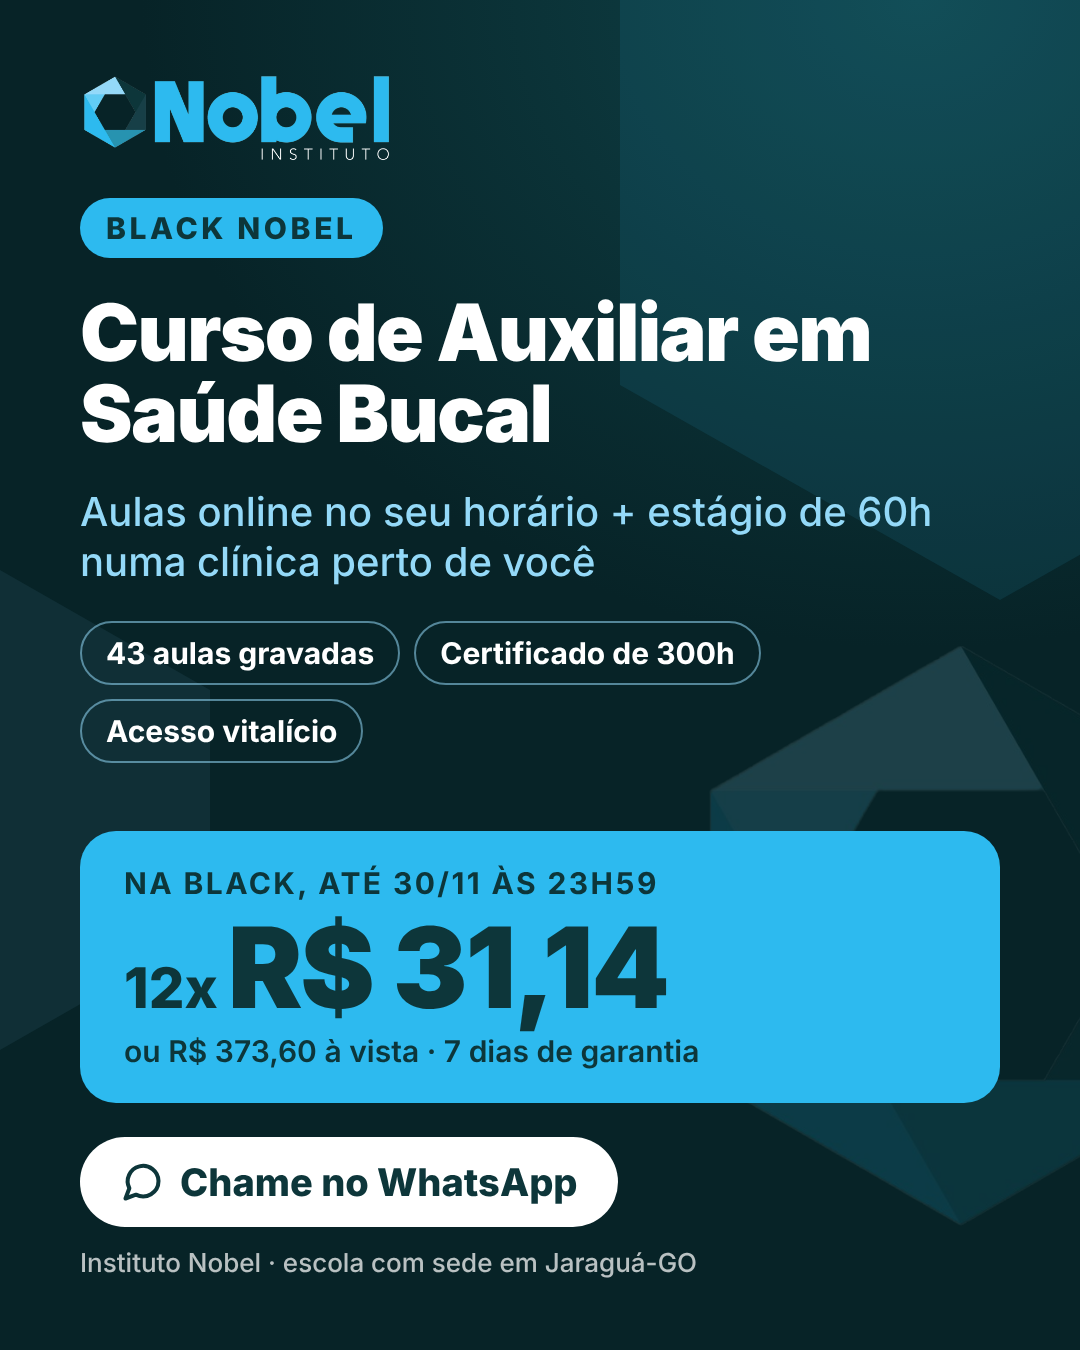 Nobel
INSTITUTO
BLACK NOBEL
Curso de Auxiliar em
Saúde Bucal
Aulas online no seu horário + estágio de 60h
numa clínica perto de você
43 aulas gravadas
Certificado de 300h
Acesso vitalício
NA BLACK, ATÉ 30/11 ÀS 23H59
12x R$ 31,14
ou R$ 373,60 à vista · 7 dias de garantia
Chame no WhatsApp
Instituto Nobel · escola com sede em Jaraguá-GO